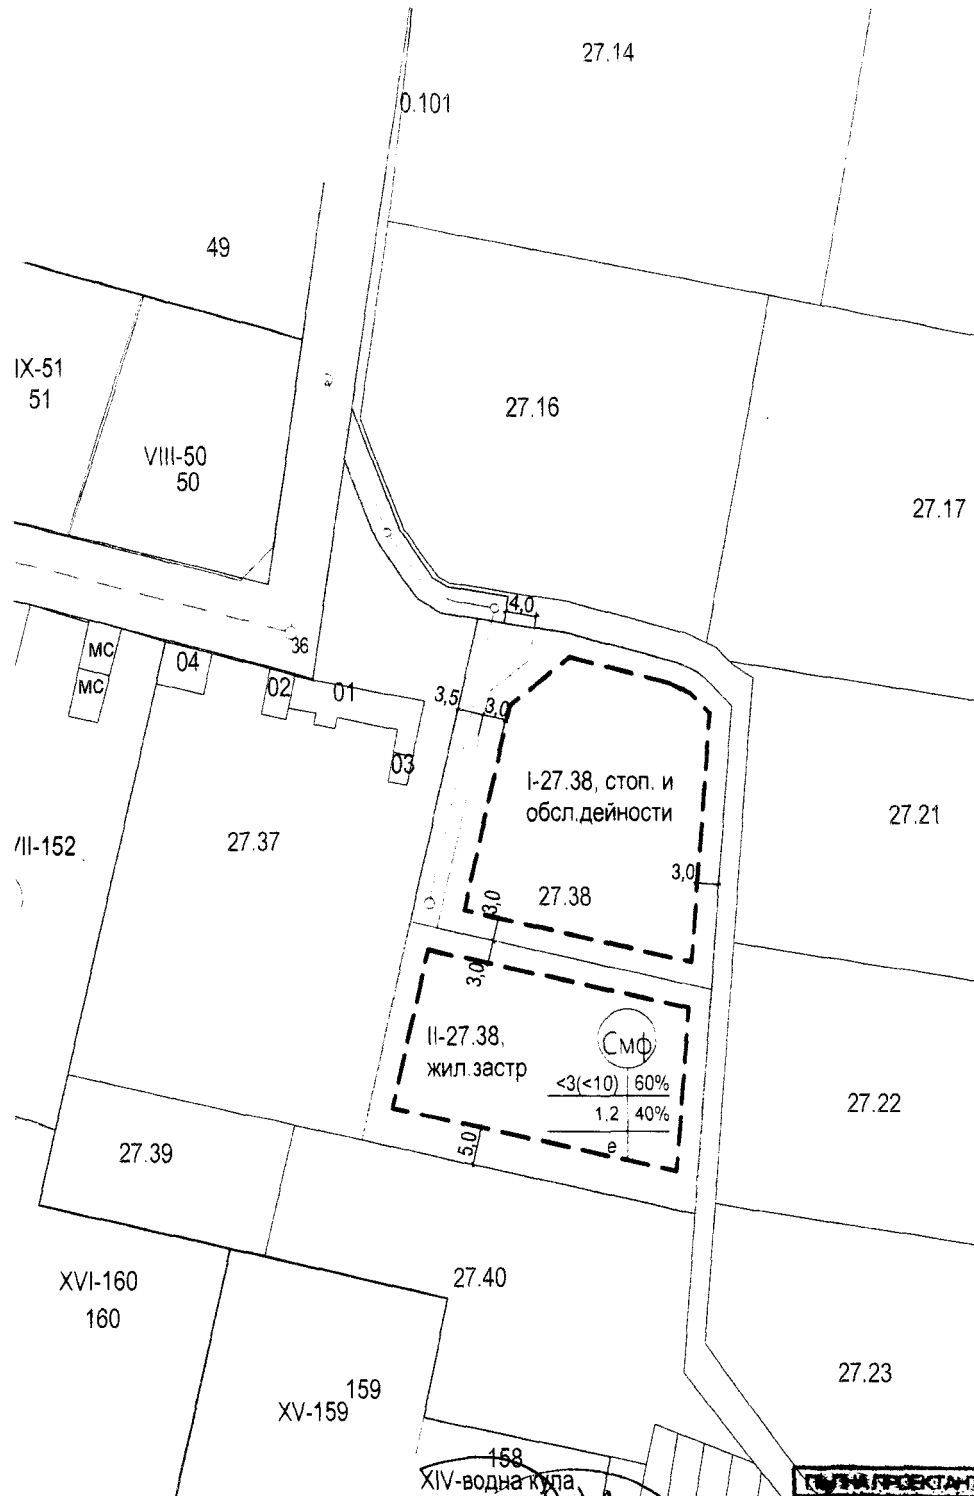 27.14
0.101
49
IX-51
51
27.16
VIII-50
50
27.17
4,0
36
МС
04
МС
02
01
3,5
3,0
03
I-27.38, стоп. и
обсл.дейности
27.21
VII-152
27.37
3,0
27.38
3,0
3,0
II-27.38,
жил.застр
Смф
<3(<10) 60%
1,2 40%
е
27.22
27.39
5,0
XVI-160
160
27.40
27.23
159
XV-159
158
XIV-водна кула
ПЪЛНА ПРОЕКТАНТ